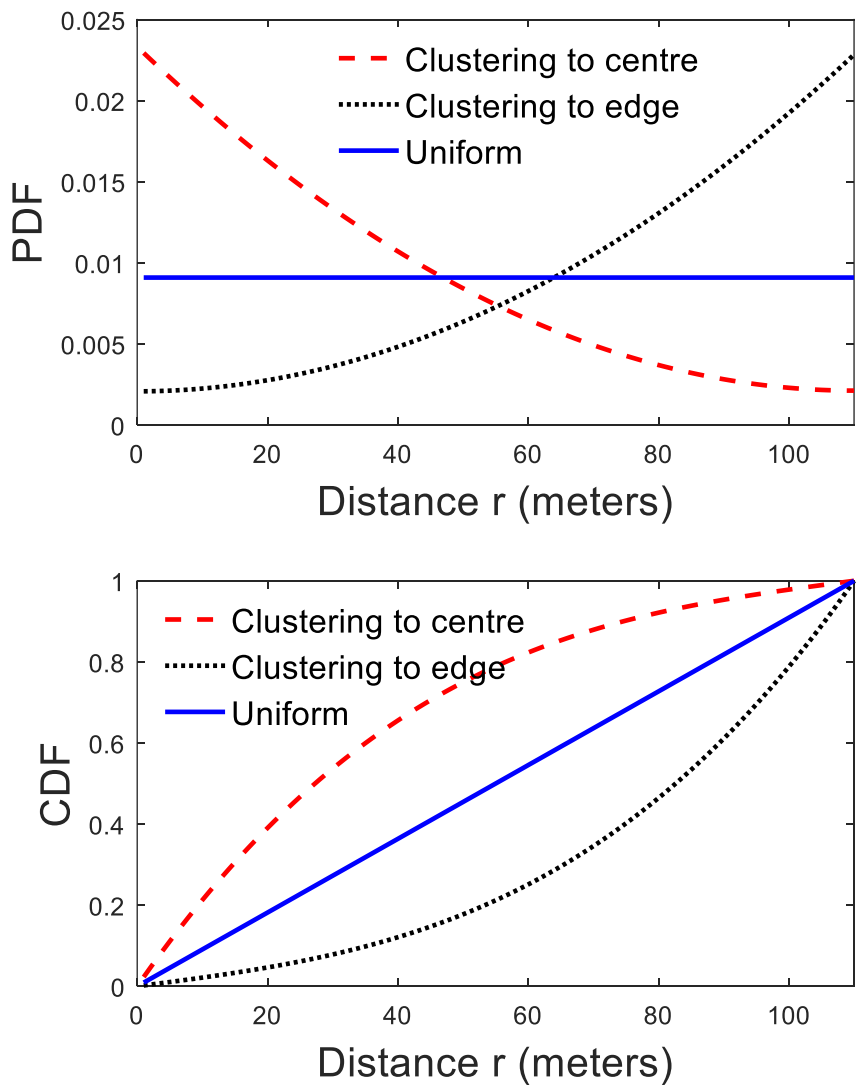 0.025
0.02
0.015
0.01
0.005
0
PDF
Clustering to centre
Clustering to edge
Uniform
0 20 40 60 80 100
Distance r (meters)
1
0.8
0.6
0.4
0.2
0
CDF
Clustering to centre
Clustering to edge
Uniform
0 20 40 60 80 100
Distance r (meters)